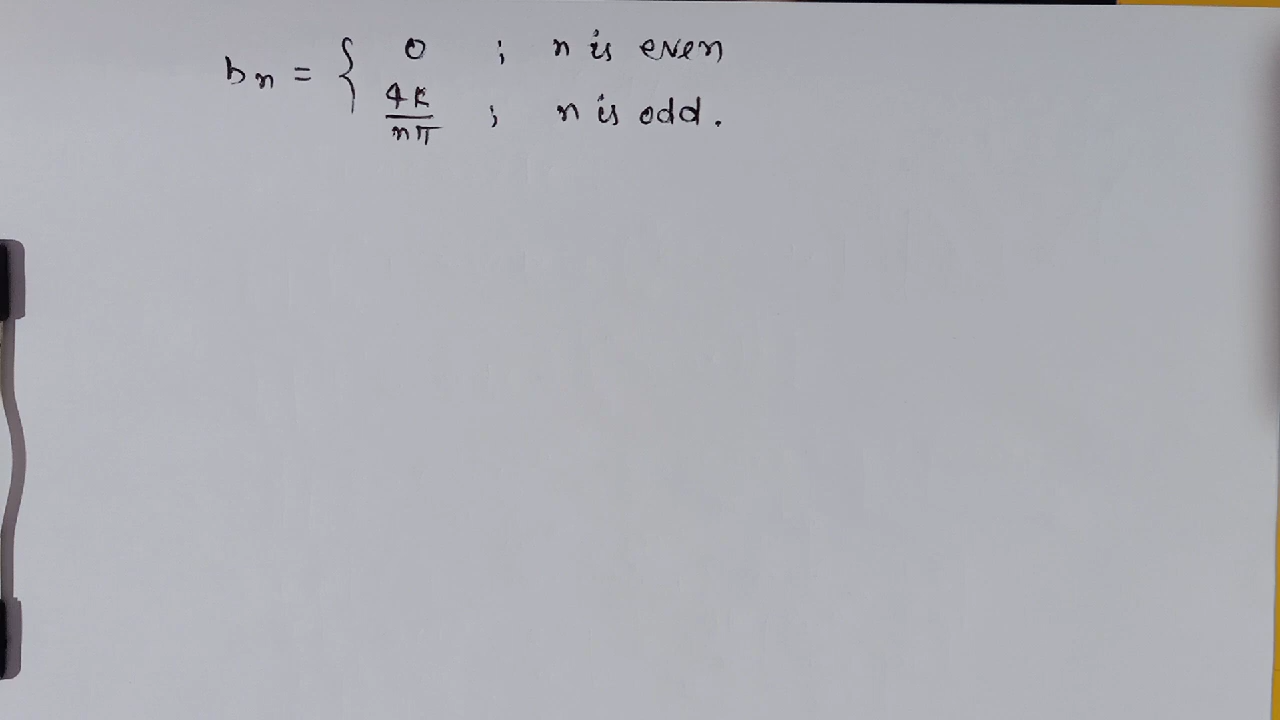 bn = { 0 ; n is even
4k/nπ ; n is odd.